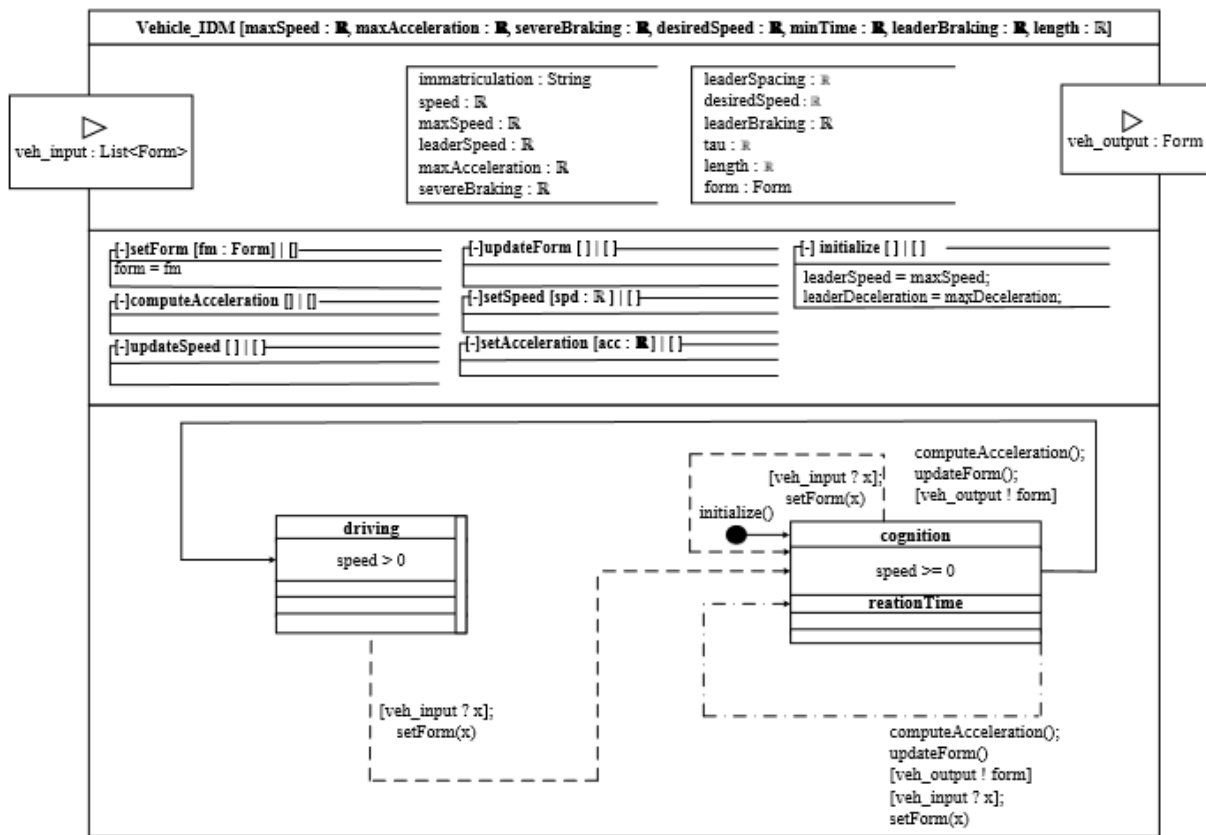 Vehicle_IDM [maxSpeed : ℝ, maxAcceleration : ℝ, severeBraking : ℝ, desiredSpeed : ℝ, minTime : ℝ, leaderBraking : ℝ, length : ℝ]
veh_input : List<Form>
immatriculation : String
speed : ℝ
maxSpeed : ℝ
leaderSpeed : ℝ
maxAcceleration : ℝ
severeBraking : ℝ
leaderSpacing : ℝ
desiredSpeed : ℝ
leaderBraking : ℝ
tau : ℝ
length : ℝ
form : Form
veh_output : Form
[-]setForm [fm : Form] | []
form = fm
[-]computeAcceleration [] | []
[-]updateSpeed [ ] | [ ]
[-]updateForm [ ] | [ ]
[-]setSpeed [spd : ℝ ] | [ ]
[-]setAcceleration [acc : ℝ] | [ ]
[-] initialize [ ] | [ ]
leaderSpeed = maxSpeed;
leaderDeceleration = maxDeceleration;
computeAcceleration();
updateForm();
[veh_output ! form]
[veh_input ? x];
setForm(x)
initialize()
driving
speed > 0
cognition
speed >= 0
reationTime
[veh_input ? x];
setForm(x)
computeAcceleration();
updateForm()
[veh_output ! form]
[veh_input ? x];
setForm(x)